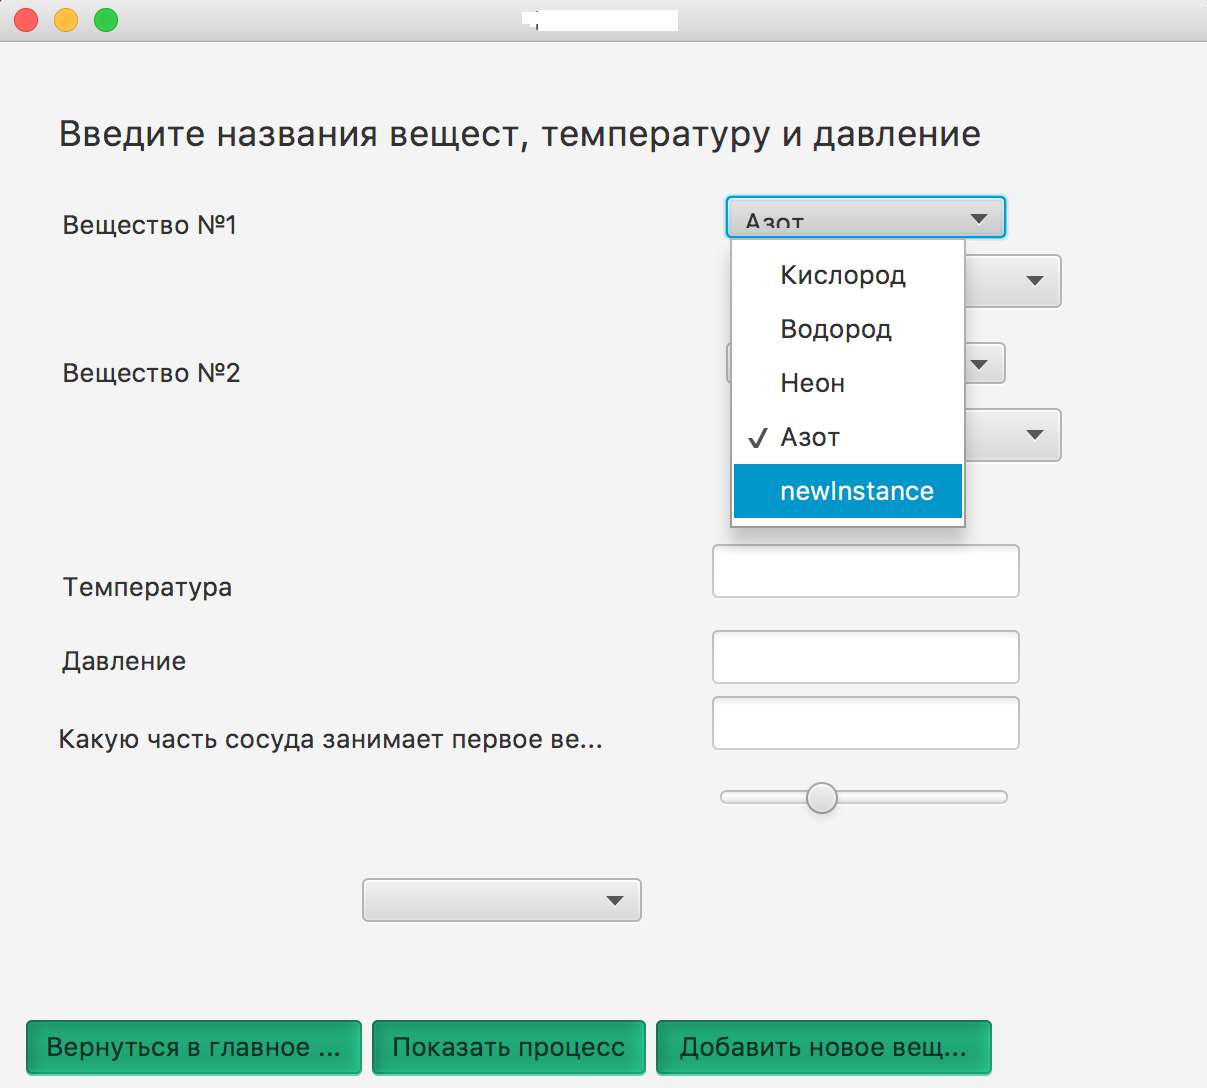 Введите названия вещест, температуру и давление
Вещество №1
Азот
Кислород
Водород
Неон
Вещество №2
Азот
newInstance
Температура
Давление
Какую часть сосуда занимает первое ве...
Вернуться в главное ...
Показать процесс
Добавить новое вещ...